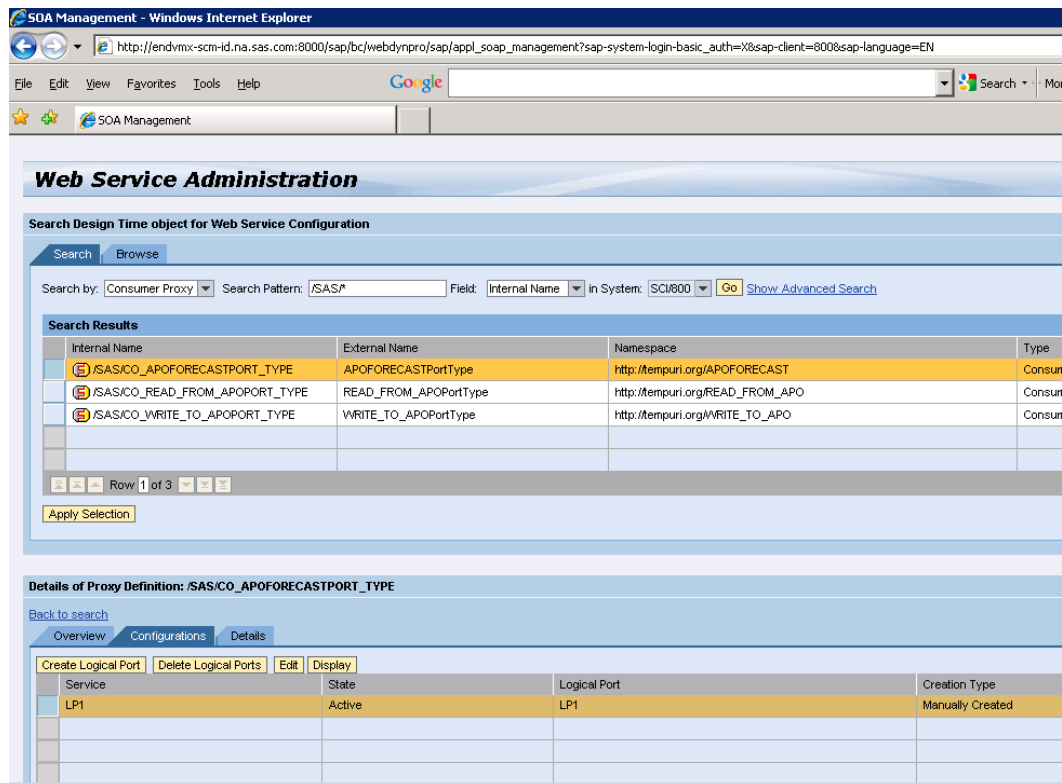 SOA Management - Windows Internet Explorer
http://endvmx-scm-id.na.sas.com:8000/sap/bc/webdynpro/sap/appl_soap_management?sap-system-login-basic_auth=X&sap-client=800&sap-language=EN
File Edit View Favorites Tools Help Google Search Mor
SOA Management
Web Service Administration
Search Design Time object for Web Service Configuration
Search Browse
Search by: Consumer Proxy Search Pattern: /SAS/* Field: Internal Name in System: SCI/800 Go Show Advanced Search
Search Results
Internal Name External Name Namespace Type
/SAS/CO_APOFORECASTPORT_TYPE APOFORECASTPortType http://tempuri.org/APOFORECAST Consum
/SAS/CO_READ_FROM_APOPORT_TYPE READ_FROM_APOPortType http://tempuri.org/READ_FROM_APO Consum
/SAS/CO_WRITE_TO_APOPORT_TYPE WRITE_TO_APOPortType http://tempuri.org/WRITE_TO_APO Consum
Row 1 of 3
Apply Selection
Details of Proxy Definition: /SAS/CO_APOFORECASTPORT_TYPE
Back to search
Overview Configurations Details
Create Logical Port Delete Logical Ports Edit Display
Service State Logical Port Creation Type
LP1 Active LP1 Manually Created